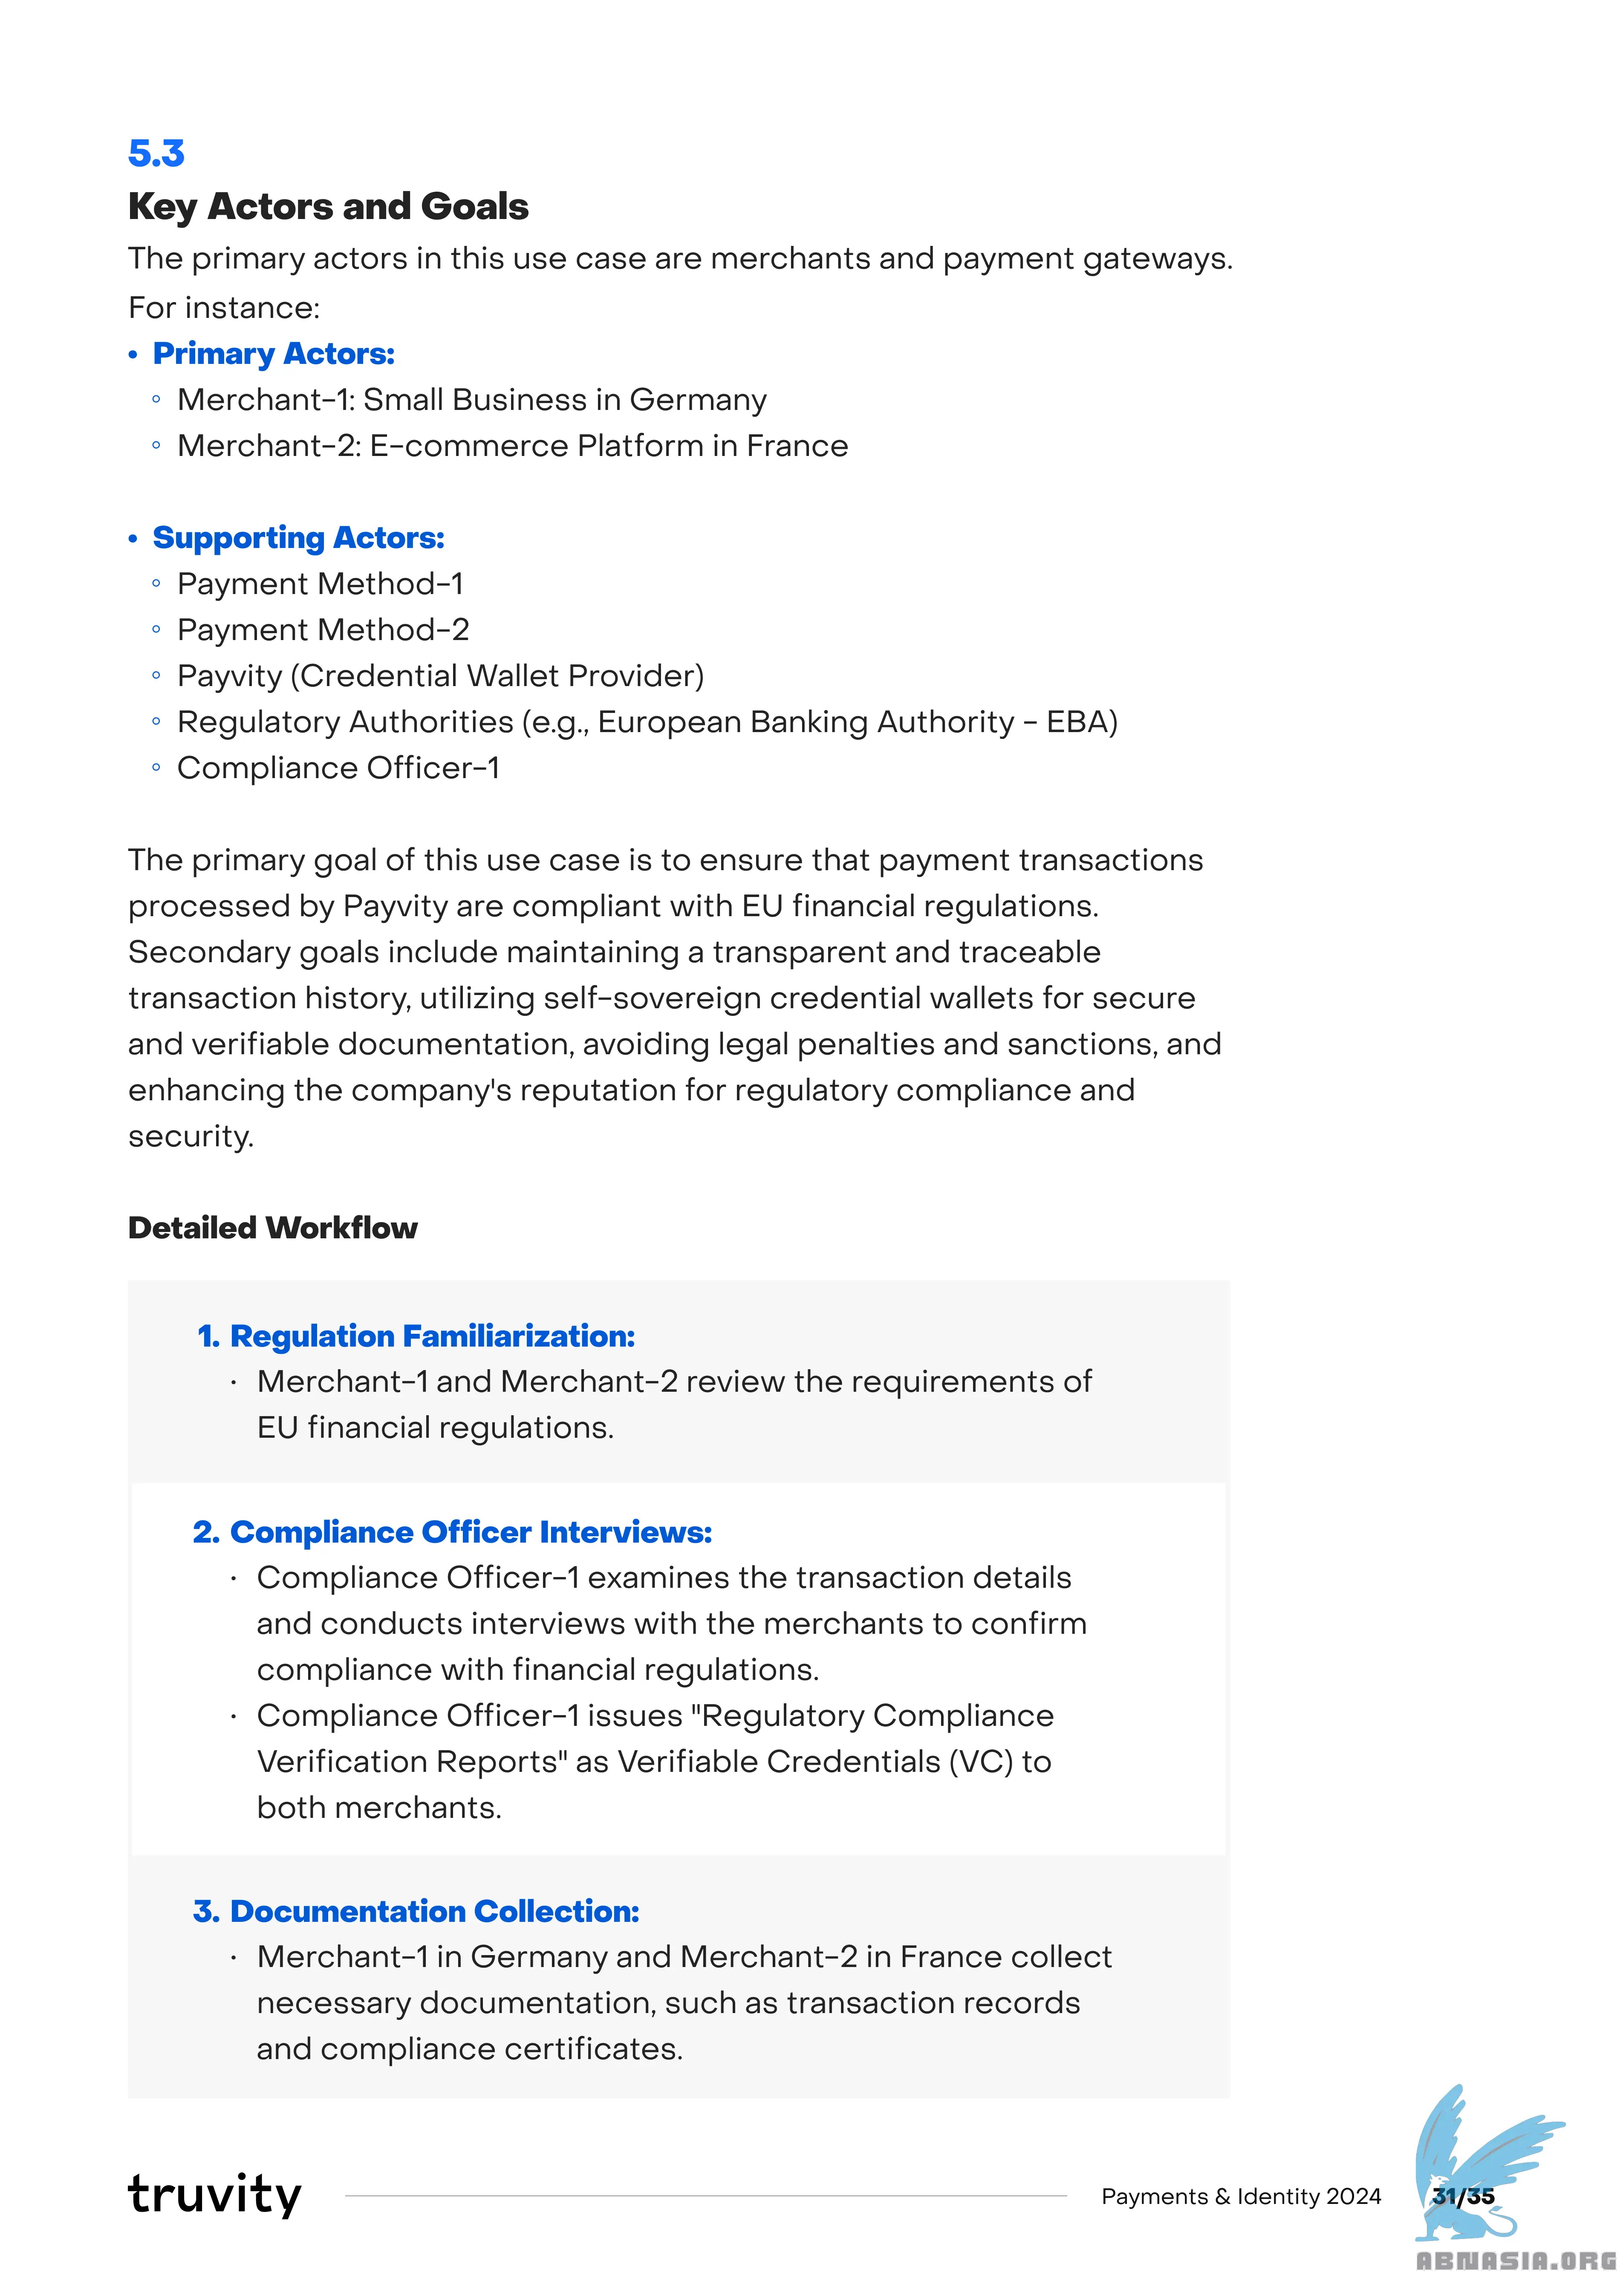 5.3
Key Actors and Goals
The primary actors in this use case are merchants and payment gateways.
For instance:
• Primary Actors:
◦ Merchant-1: Small Business in Germany
◦ Merchant-2: E-commerce Platform in France
• Supporting Actors:
◦ Payment Method-1
◦ Payment Method-2
◦ Payvity (Credential Wallet Provider)
◦ Regulatory Authorities (e.g., European Banking Authority - EBA)
◦ Compliance Officer-1
The primary goal of this use case is to ensure that payment transactions
processed by Payvity are compliant with EU financial regulations.
Secondary goals include maintaining a transparent and traceable
transaction history, utilizing self-sovereign credential wallets for secure
and verifiable documentation, avoiding legal penalties and sanctions, and
enhancing the company's reputation for regulatory compliance and
security.
Detailed Workflow
1. Regulation Familiarization:
· Merchant-1 and Merchant-2 review the requirements of
EU financial regulations.
2. Compliance Officer Interviews:
· Compliance Officer-1 examines the transaction details
and conducts interviews with the merchants to confirm
compliance with financial regulations.
· Compliance Officer-1 issues "Regulatory Compliance
Verification Reports" as Verifiable Credentials (VC) to
both merchants.
3. Documentation Collection:
· Merchant-1 in Germany and Merchant-2 in France collect
necessary documentation, such as transaction records
and compliance certificates.
truvity
Payments & Identity 2024
31/35
ABNASIA.ORG